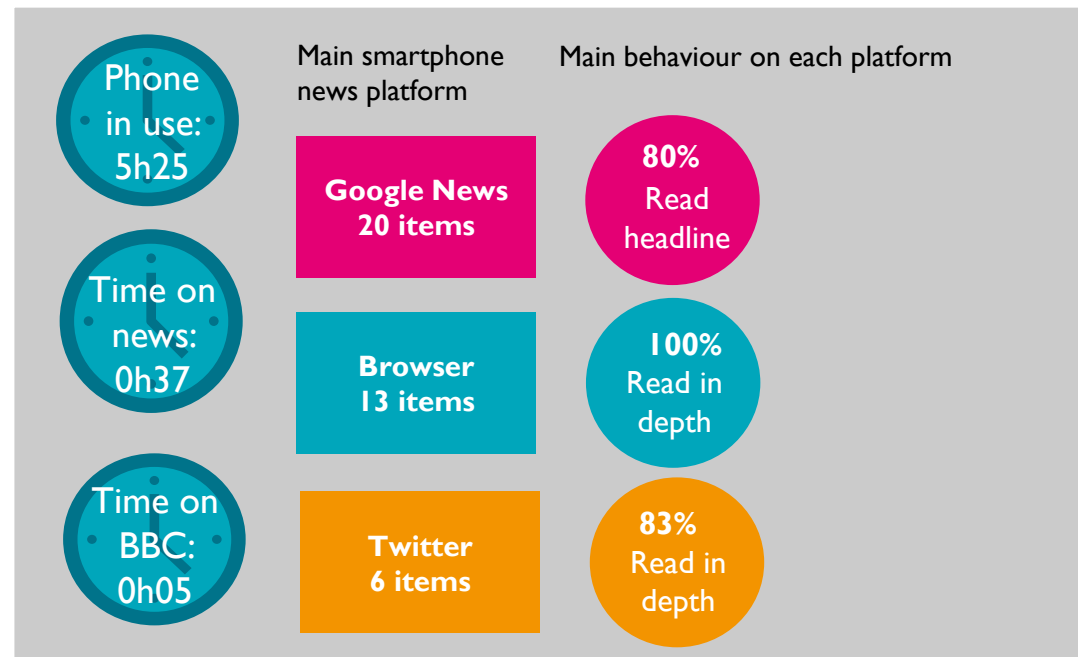 Phone
in use:
5h25
Time on
news:
0h37
Time on
BBC:
0h05
Main smartphone
news platform
Google News
20 items
Browser
13 items
Twitter
6 items
Main behaviour on each platform
80%
Read
headline
100%
Read in
depth
83%
Read in
depth